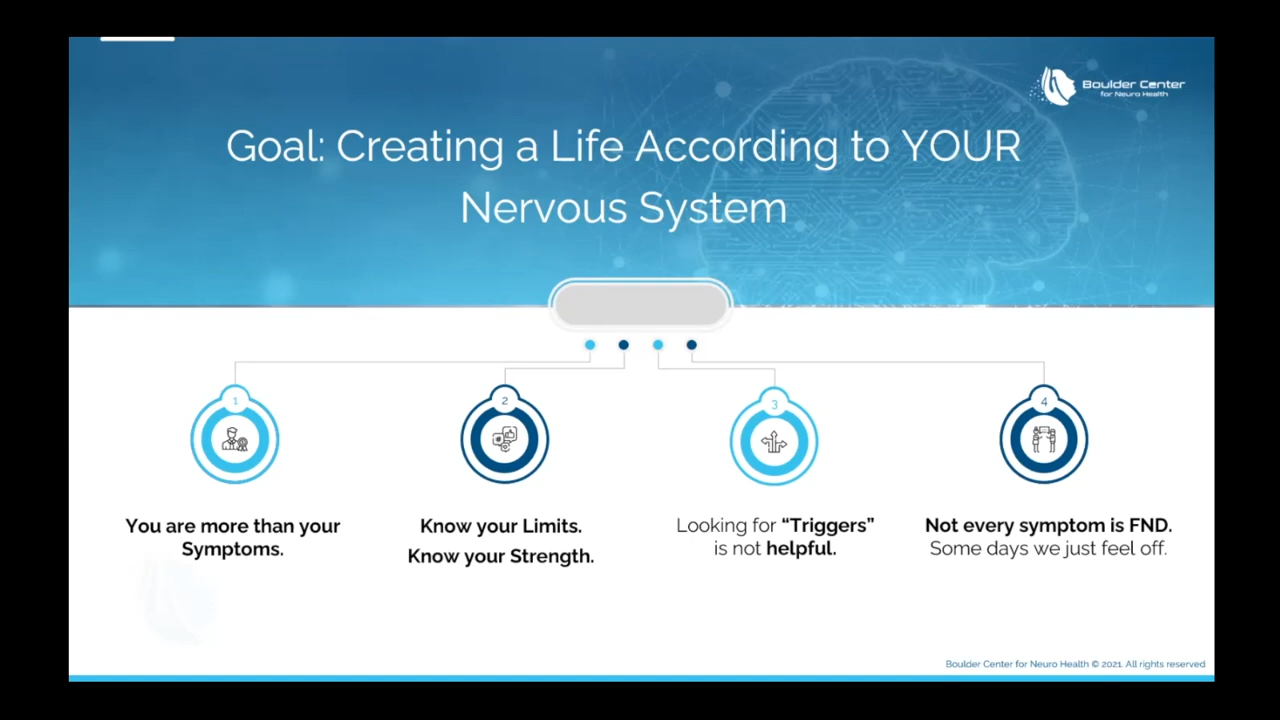 Boulder Center
for Neuro Health
Goal: Creating a Life According to YOUR
Nervous System
1
2
3
4
You are more than your
Symptoms.
Know your Limits.
Know your Strength.
Looking for “Triggers”
is not helpful.
Not every symptom is FND.
Some days we just feel off.
Boulder Center for Neuro Health © 2021. All rights reserved